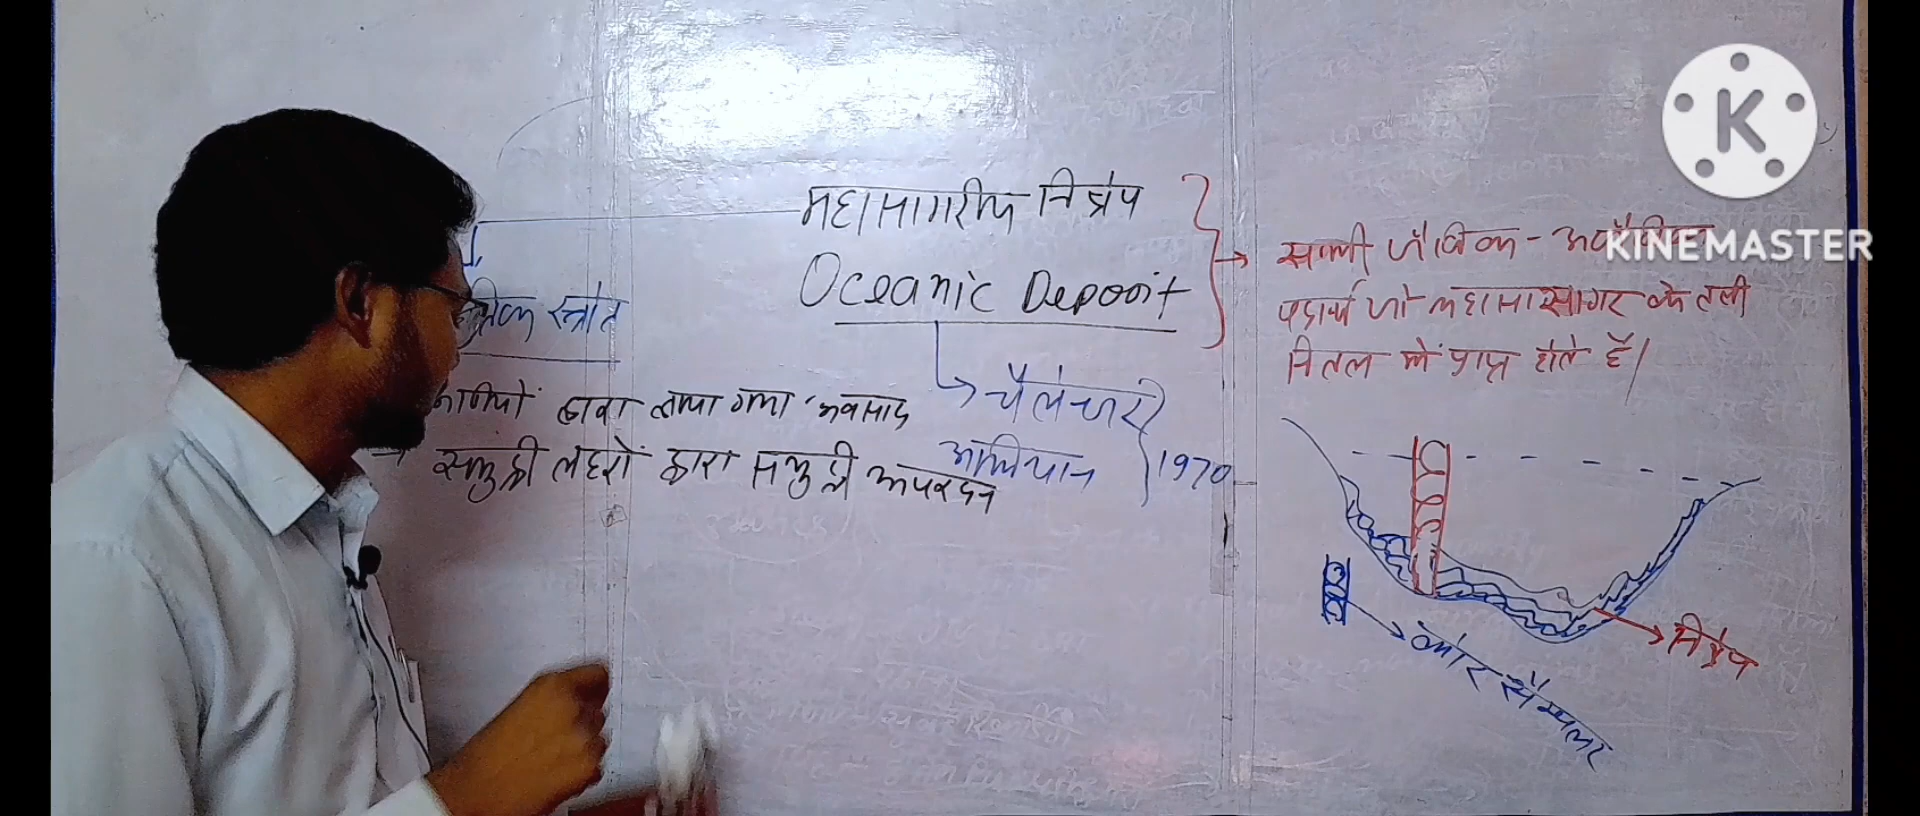 महासागरीय निक्षेप
Oceanic Deposit
स्त्रोत
द्वारा लाया गया अवसाद
समुद्री लहरों द्वारा समुद्री अपरदन
चैलेंजर
अभियान
1970
सभी जैविक - अजैविक
पदार्थ जो महासागर के तली
नितल में प्राप्त होते हैं।
निक्षेप
कोर सैम्पलर
K
KINEMASTER